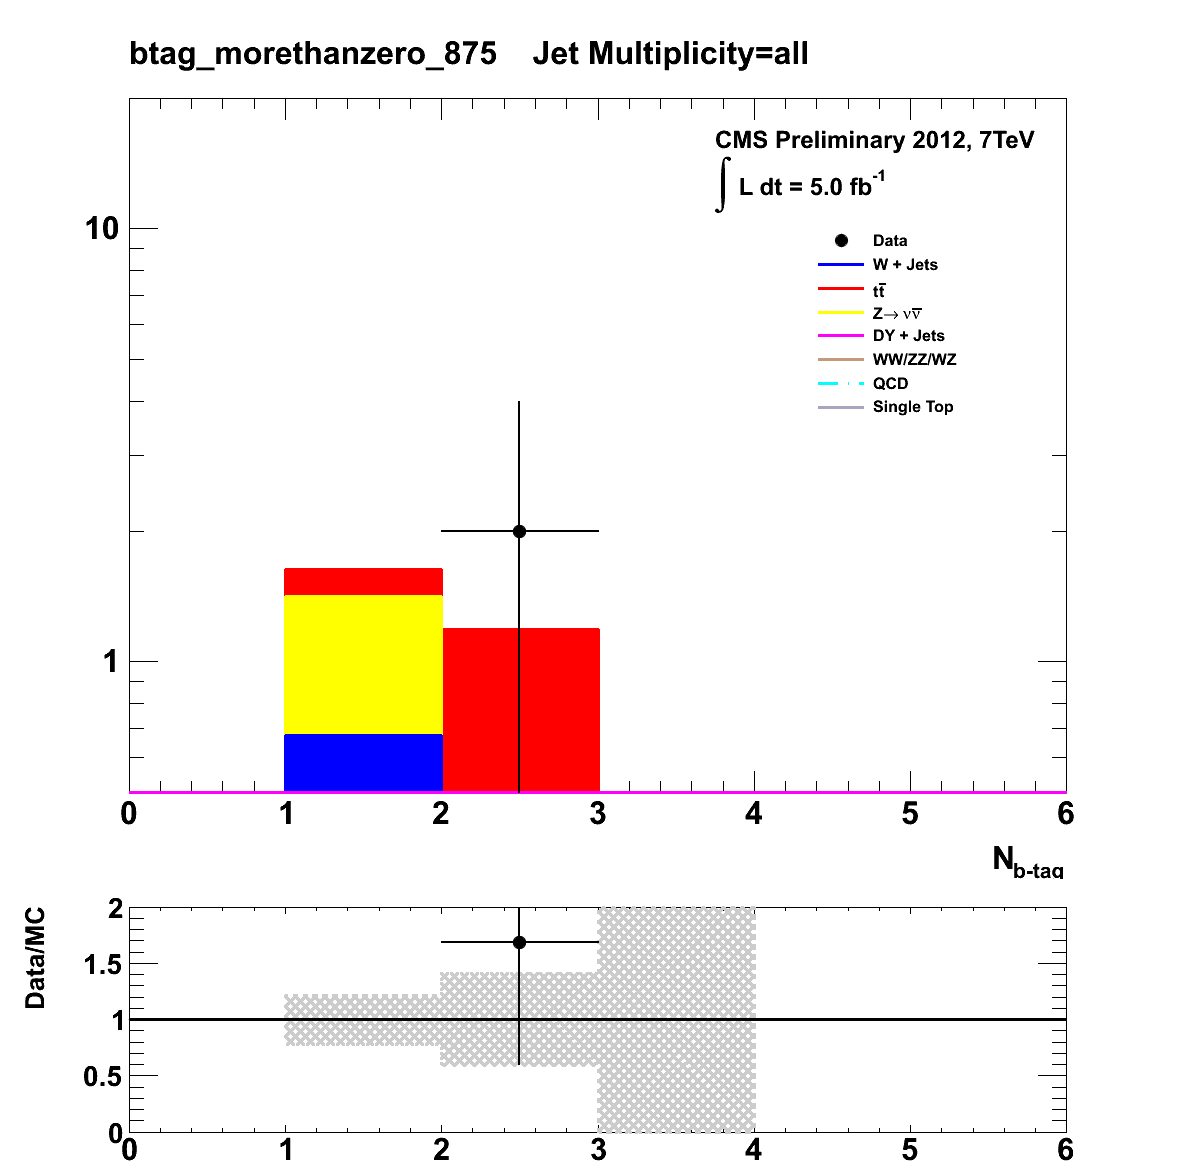 btag_morethanzero_875 Jet Multiplicity=all
CMS Preliminary 2012, 7TeV
∫ L dt = 5.0 fb⁻¹
Data
W + Jets
tt̅
Z→ νν̅
DY + Jets
WW/ZZ/WZ
QCD
Single Top
10
1
0 1 2 3 4 5 6
N_b-tag
Data/MC
2
1.5
1
0.5
0
0 1 2 3 4 5 6